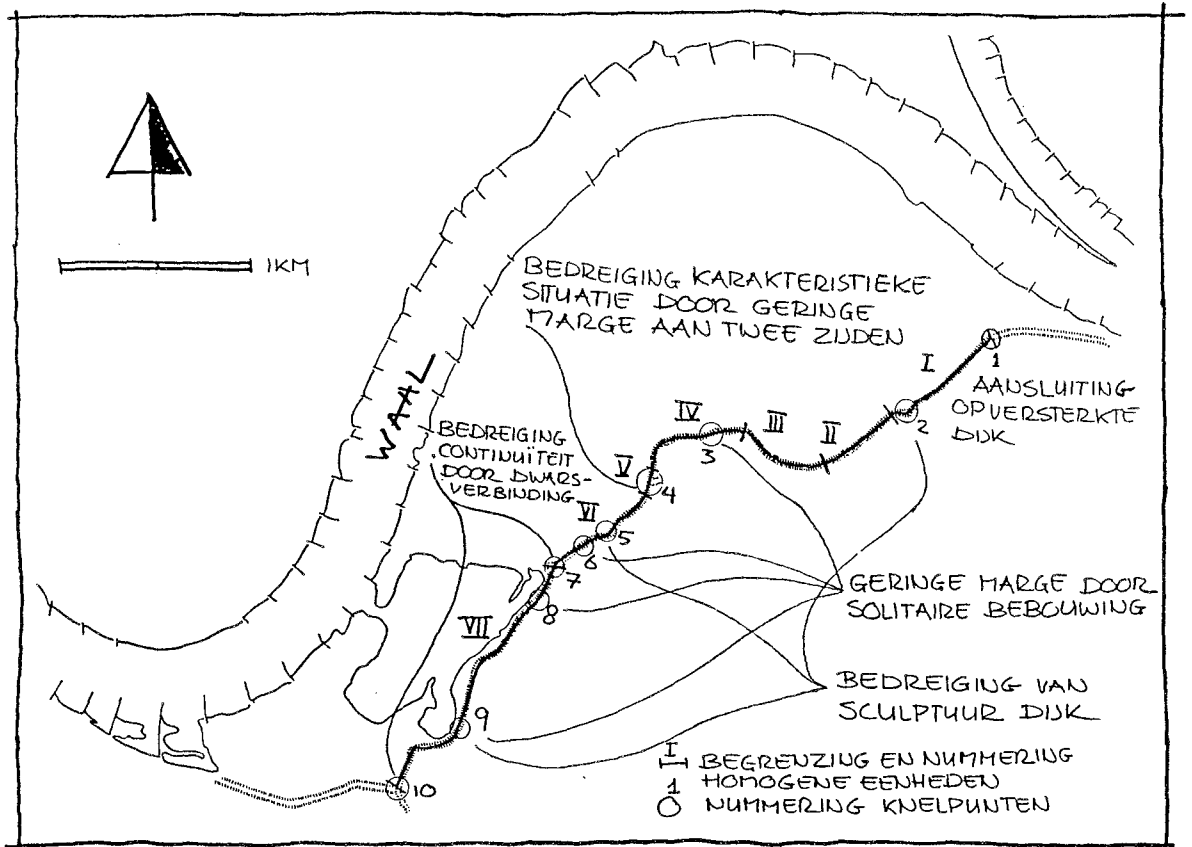 1KM
BEDREIGING KARAKTERISTIEKE
SITUATIE DOOR GERINGE
MARGE AAN TWEE ZIJDEN
WAAL
I
1
AANSLUITING
OP VERSTERKTE
DIJK
2
II
III
IV
3
V
4
BEDREIGING
CONTINUÏTEIT
DOOR DWARS-
VERBINDING
VI
5
6
7
8
VII
9
10
GERINGE MARGE DOOR
SOLITAIRE BEBOUWING
BEDREIGING VAN
SCULPTUUR DIJK
I BEGRENZING EN NUMMERING
HOMOGENE EENHEDEN
1 NUMMERING KNELPUNTEN